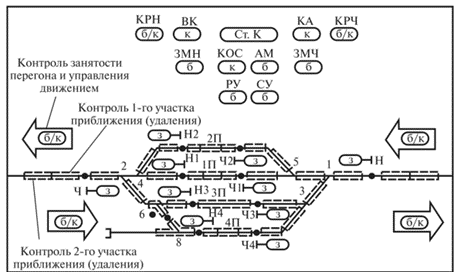 КРН ВК КА КРЧ
б/к к Ст. К к б/к
ЗМН КОС АМ ЗМЧ
б к б б
РУ СУ
б б
Контроль занятости
перегона и управления
движением
Контроль 1-го участка
приближения (удаления)
б/к
б/к
З Н2
2П
З Н1
Ч2 З
2 4 1П 5 1
З Н
Ч З
Ч1 З
З Н3 3П
3
6
З Н4
Ч3 З
4П
8
Ч4 З
б/к
б/к
Контроль 2-го участка
приближения (удаления)